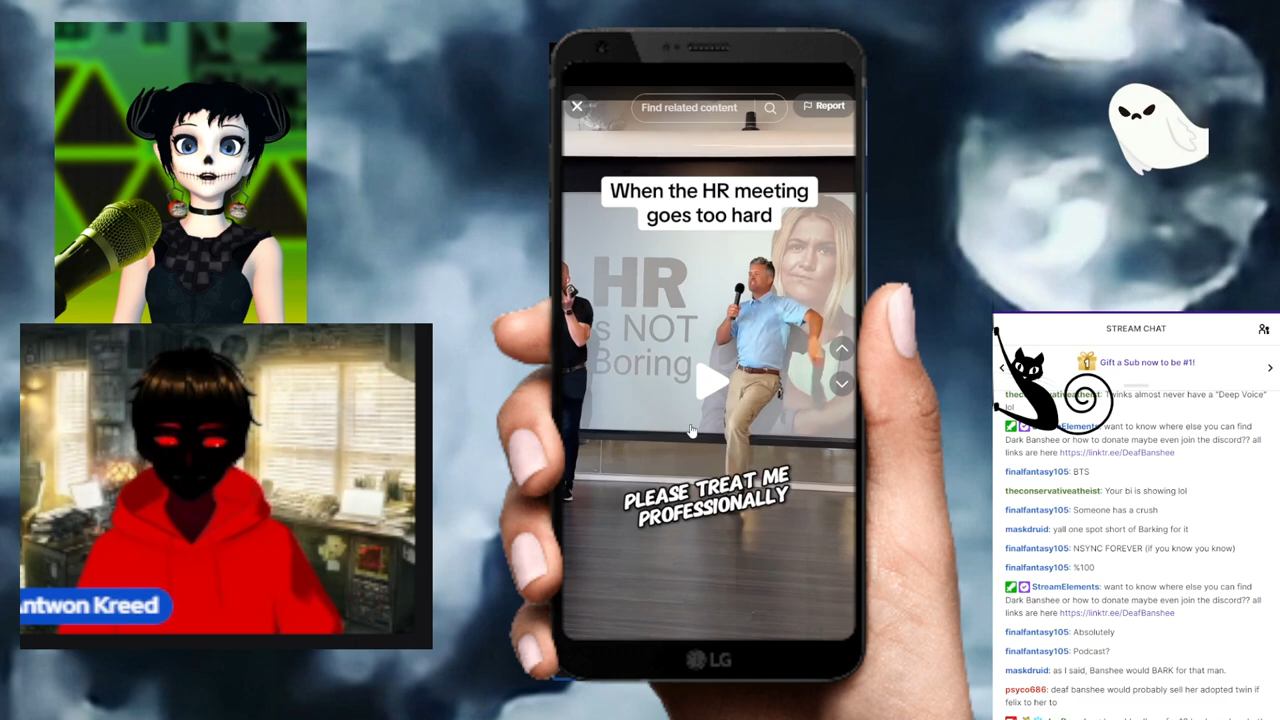 Find related content
Report
When the HR meeting
goes too hard
HR
is NOT
Boring
PLEASE TREAT ME
PROFESSIONALLY
LG
ntwon Kreed
STREAM CHAT
Gift a Sub now to be #1!
theconservativeatheist: Twinks almost never have a "Deep Voice"
lol
StreamElements: want to know where else you can find
Dark Banshee or how to donate maybe even join the discord?? all
links are here https://linktr.ee/DeafBanshee
finalfantasy105: BTS
theconservativeatheist: Your bi is showing lol
finalfantasy105: Someone has a crush
maskdruid: yall one spot short of Barking for it
finalfantasy105: NSYNC FOREVER (if you know you know)
finalfantasy105: %100
StreamElements: want to know where else you can find
Dark Banshee or how to donate maybe even join the discord?? all
links are here https://linktr.ee/DeafBanshee
finalfantasy105: Absolutely
finalfantasy105: Podcast?
maskdruid: as I said, Banshee would BARK for that man.
psyco686: deaf banshee would probably sell her adopted twin if
felix to her to